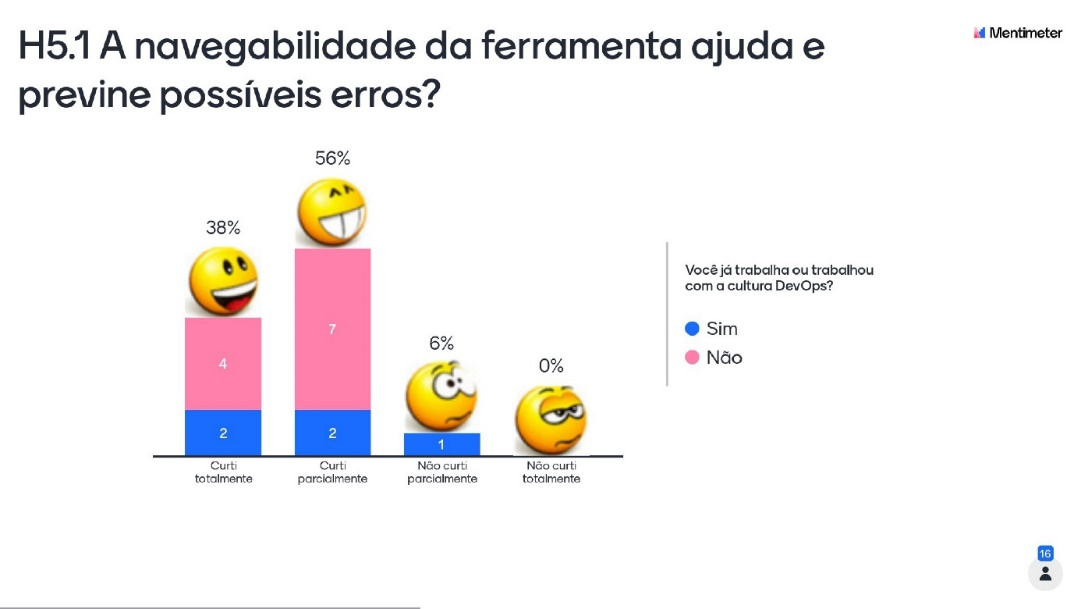 H5.1 A navegabilidade da ferramenta ajuda e
previne possíveis erros?
Mentimeter
56%
38%
7
6%
4
0%
2
2
1
Curti
totalmente
Curti
parcialmente
Não curti
parcialmente
Não curti
totalmente
Você já trabalha ou trabalhou
com a cultura DevOps?
Sim
Não
16